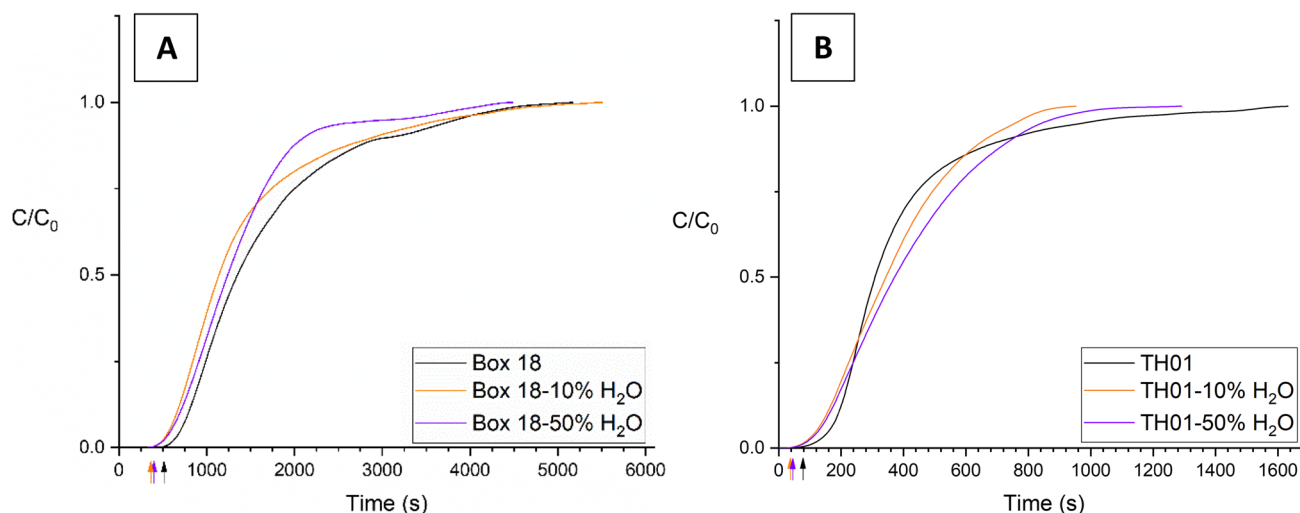 A
1.0
C/C0
0.5
0.0
Box 18
Box 18-10% H2O
Box 18-50% H2O
0 1000 2000 3000 4000 5000 6000
Time (s)
B
1.0
C/C0
0.5
0.0
TH01
TH01-10% H2O
TH01-50% H2O
0 200 400 600 800 1000 1200 1400 1600
Time (s)